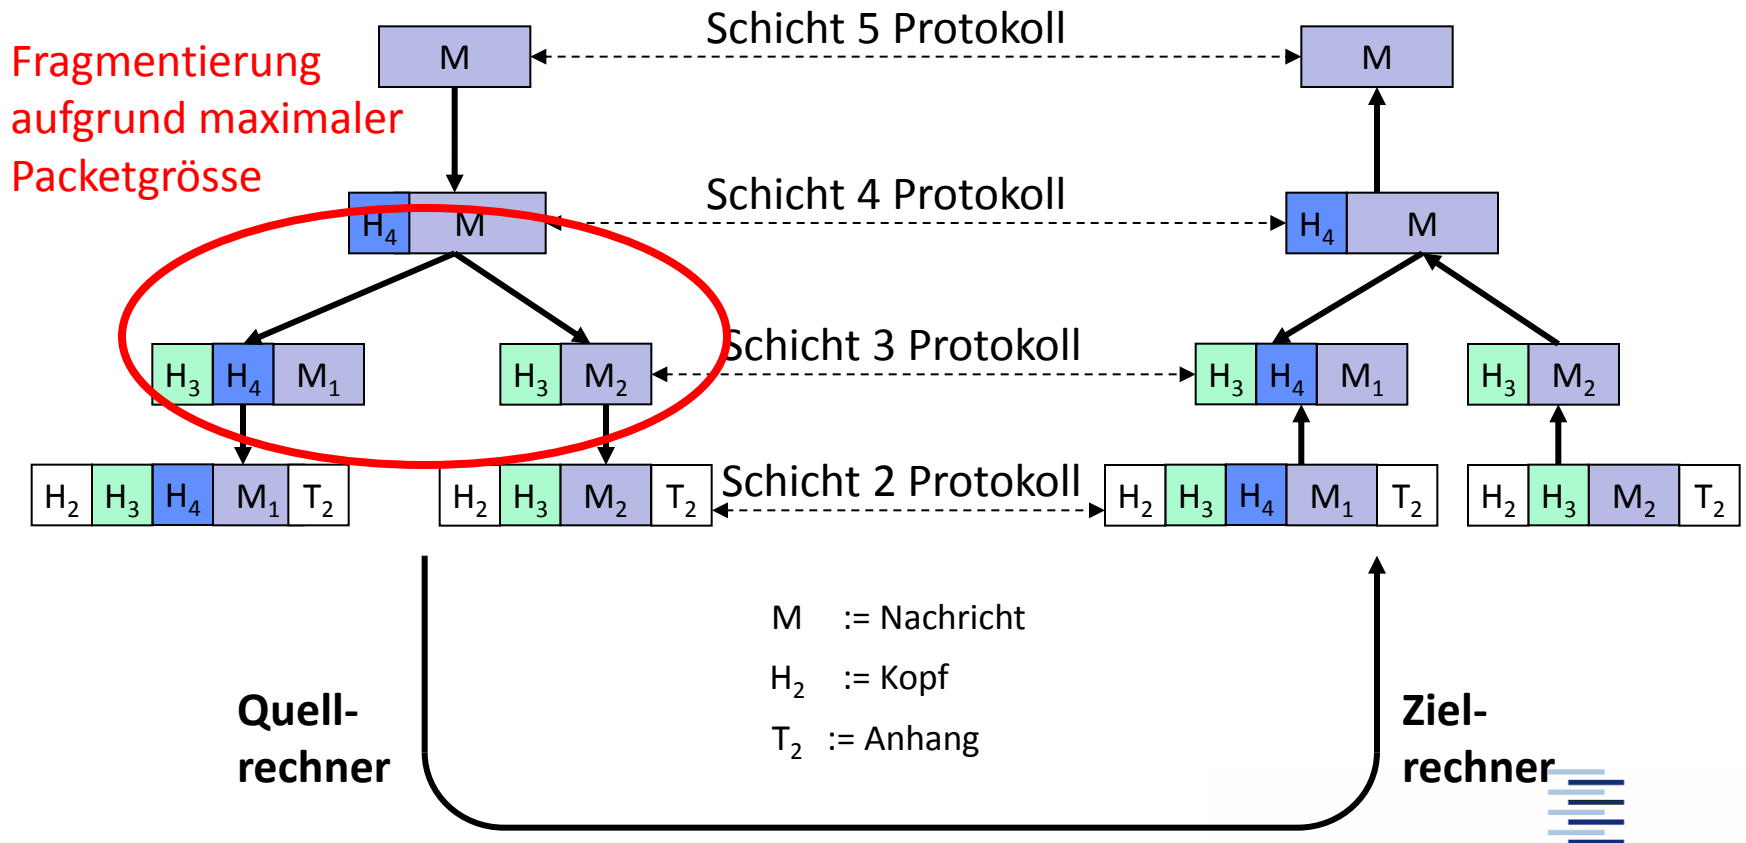 Fragmentierung
aufgrund maximaler
Packetgrösse
M
Schicht 5 Protokoll
M
H4 M
Schicht 4 Protokoll
H4 M
H3 H4 M1
H3 M2
Schicht 3 Protokoll
H3 H4 M1
H3 M2
H2 H3 H4 M1 T2
H2 H3 M2 T2
Schicht 2 Protokoll
H2 H3 H4 M1 T2
H2 H3 M2 T2
M := Nachricht
H2 := Kopf
T2 := Anhang
Quell-
rechner
Ziel-
rechner